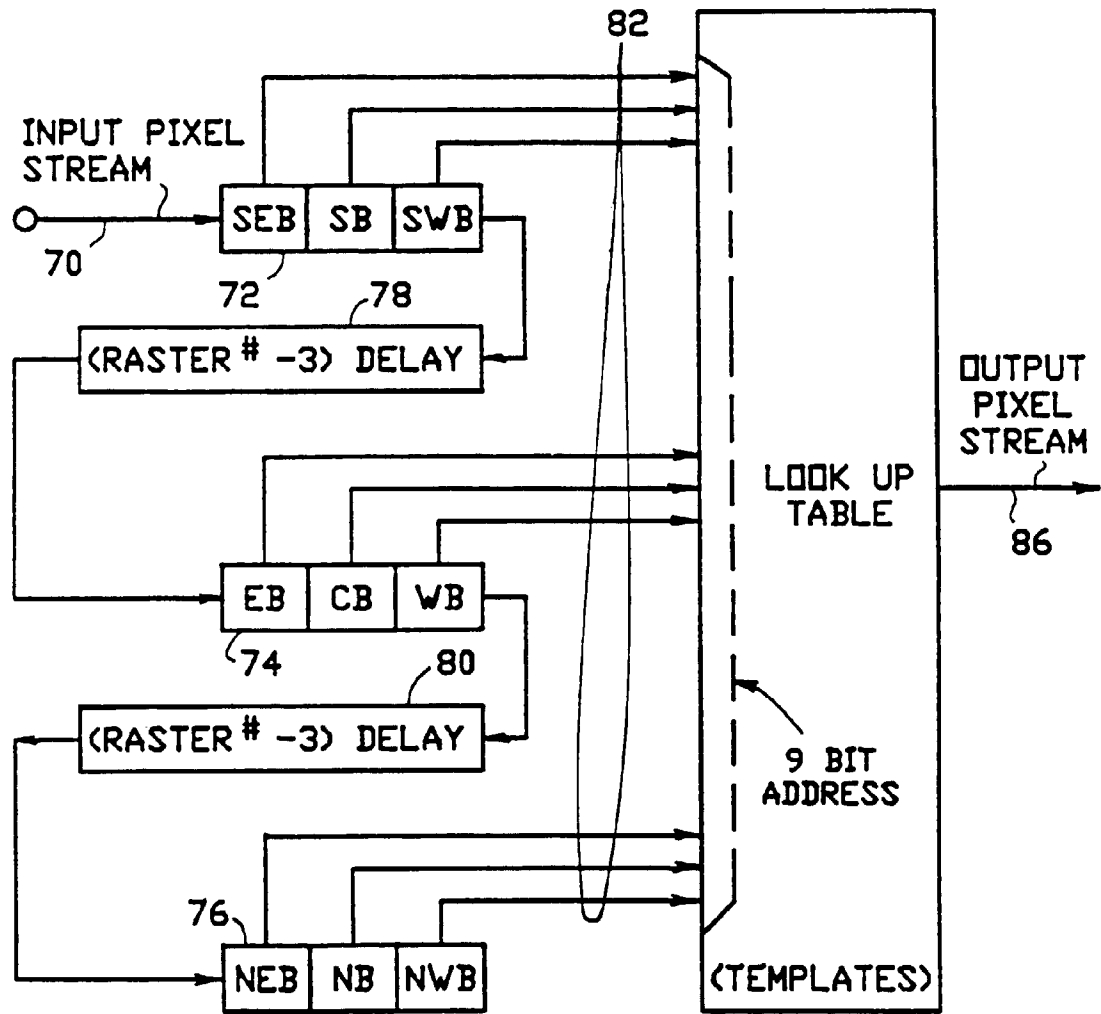 82
INPUT PIXEL
STREAM
70
SEB SB SWB
72
78
(RASTER # -3) DELAY
EB CB WB
74
80
(RASTER # -3) DELAY
76
NEB NB NWB
LOOK UP
TABLE
9 BIT
ADDRESS
(TEMPLATES)
OUTPUT
PIXEL
STREAM
86